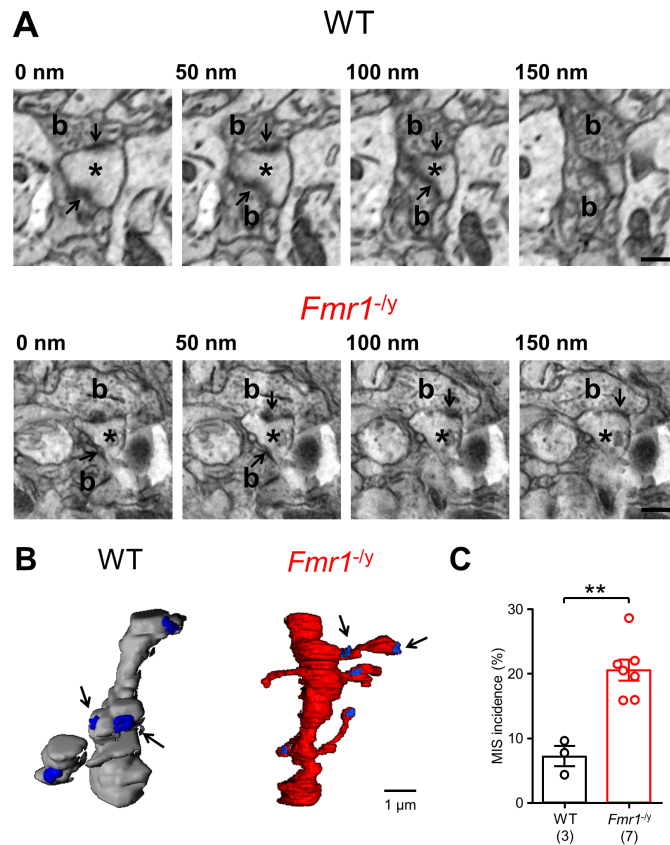 A
WT
0 nm 50 nm 100 nm 150 nm
b b b b
* * *
b b b
Fmr1-/y
0 nm 50 nm 100 nm 150 nm
b b b b
* * * *
b b
B C
WT Fmr1-/y
**
30
20
10
0
MIS incidence (%)
1 µm
WT Fmr1-/y
(3) (7)